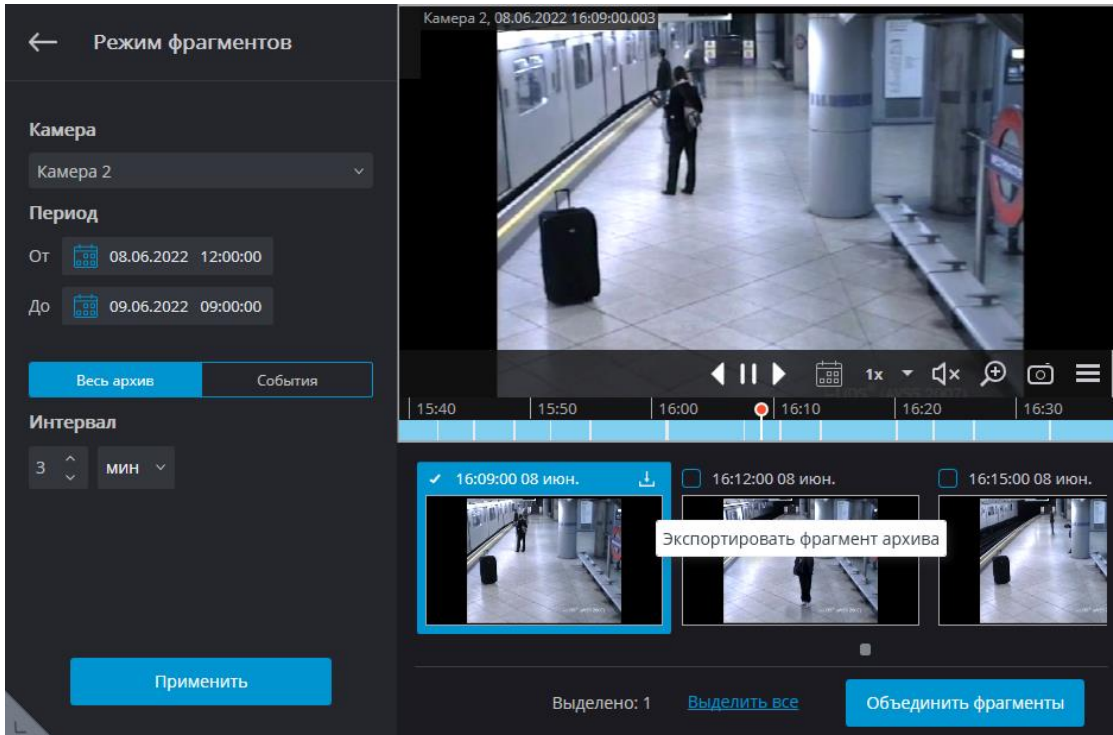 Режим фрагментов
Камера
Камера 2
Период
От 08.06.2022 12:00:00
До 09.06.2022 09:00:00
Весь архив События
Интервал
3 мин
Применить
Камера 2, 08.06.2022 16:09:00.003
1x
15:40 15:50 16:00 16:10 16:20 16:30
16:09:00 08 июн. 16:12:00 08 июн. 16:15:00 08 июн.
Экспортировать фрагмент архива
Выделено: 1 Выделить все Объединить фрагменты